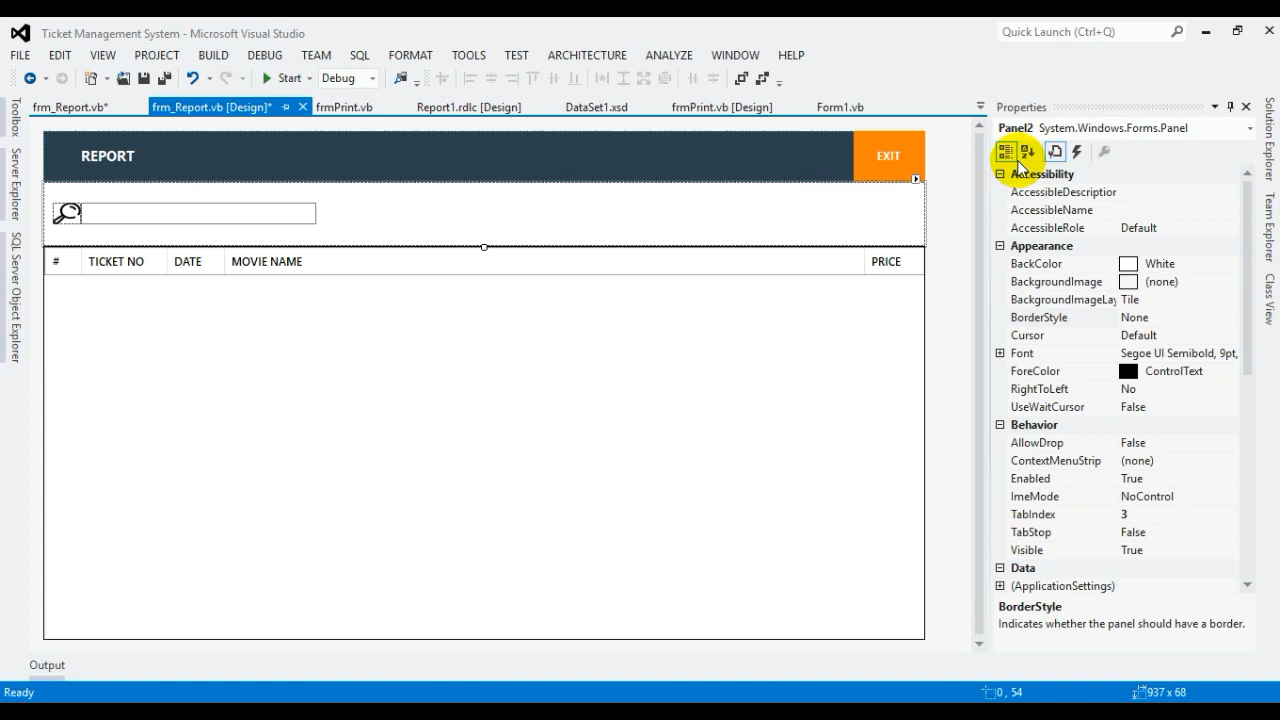 Ticket Management System - Microsoft Visual Studio
Quick Launch (Ctrl+Q)
FILE EDIT VIEW PROJECT BUILD DEBUG TEAM SQL FORMAT TOOLS TEST ARCHITECTURE ANALYZE WINDOW HELP
Start Debug
frm_Report.vb* frm_Report.vb [Design]* frmPrint.vb Report1.rdlc [Design] DataSet1.xsd frmPrint.vb [Design] Form1.vb
Toolbox
Server Explorer
SQL Server Object Explorer
REPORT
EXIT
# TICKET NO DATE MOVIE NAME PRICE
Properties
Panel2 System.Windows.Forms.Panel
Accessibility
AccessibleDescription
AccessibleName
AccessibleRole Default
Appearance
BackColor White
BackgroundImage (none)
BackgroundImageLay Tile
BorderStyle None
Cursor Default
Font Segoe UI Semibold, 9pt,
ForeColor ControlText
RightToLeft No
UseWaitCursor False
Behavior
AllowDrop False
ContextMenuStrip (none)
Enabled True
ImeMode NoControl
TabIndex 3
TabStop False
Visible True
Data
(ApplicationSettings)
BorderStyle
Indicates whether the panel should have a border.
Solution Explorer
Team Explorer
Class View
Output
Ready
0 , 54
937 x 68